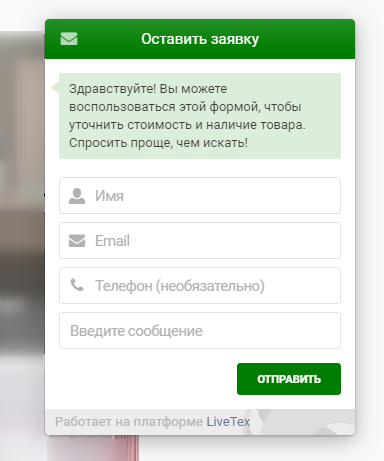 Оставить заявку
Здравствуйте! Вы можете
воспользоваться этой формой, чтобы
уточнить стоимость и наличие товара.
Спросить проще, чем искать!
Имя
Email
Телефон (необязательно)
Введите сообщение
ОТПРАВИТЬ
Работает на платформе LiveTex